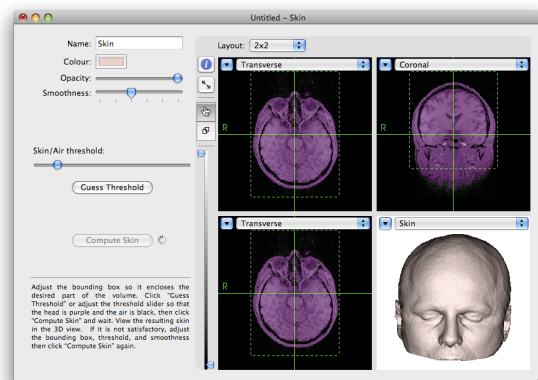 Untitled – Skin
Name: Skin
Colour:
Opacity:
Smoothness:
Skin/Air threshold:
Guess Threshold
Compute Skin
Adjust the bounding box so it encloses the
desired part of the volume. Click "Guess
Threshold" or adjust the threshold slider so that
the head is purple and the air is black, then click
"Compute Skin" and wait. View the resulting skin
in the 3D view. If it is not satisfactory, adjust
the bounding box, threshold, and smoothness
then click "Compute Skin" again.
Layout: 2x2
i
Transverse
R
Coronal
R
Transverse
R
Skin